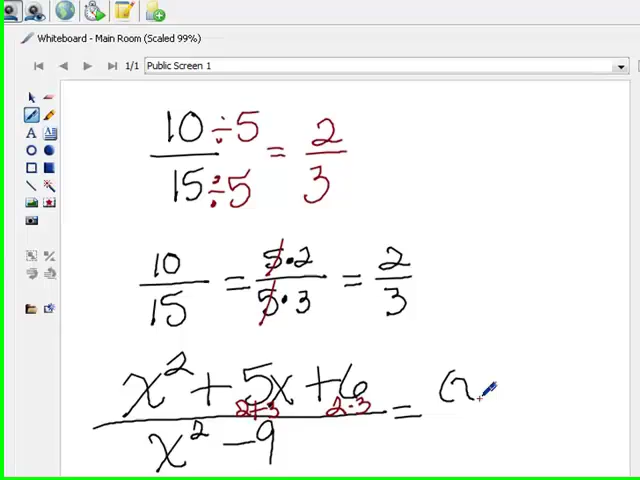 Whiteboard - Main Room (Scaled 99%)
1/1 Public Screen 1
A A
10 ÷ 5 / 15 ÷ 5 = 2 / 3
10 / 15 = 5 · 2 / 5 · 3 = 2 / 3
x² + 5x + 6 / x² - 9 = (x
2+3 2·3